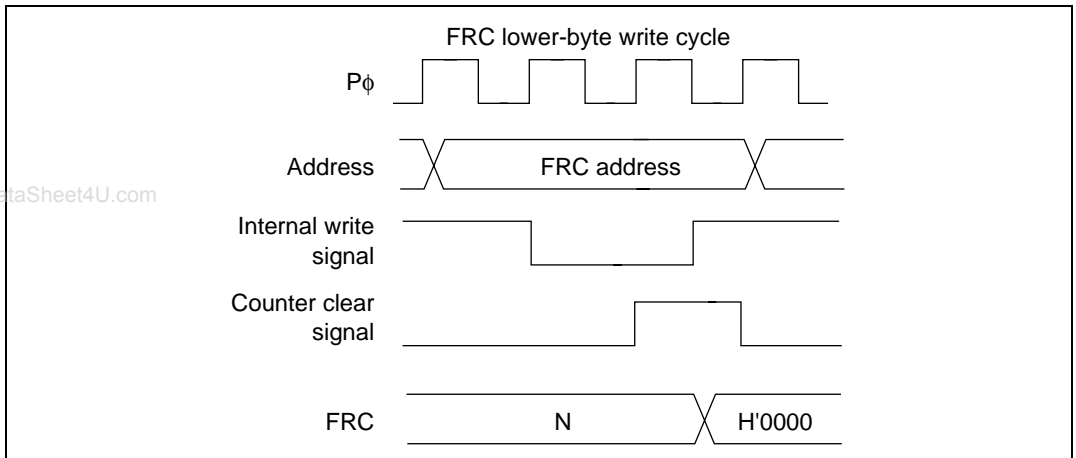 FRC lower-byte write cycle
Pϕ
Address
FRC address
ataSheet4U.com
Internal write
signal
Counter clear
signal
FRC
N
H'0000